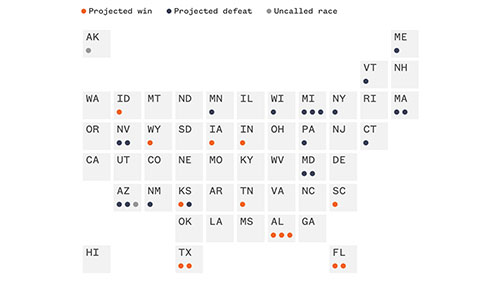 Projected win Projected defeat Uncalled race
AK ME
VT NH
WA ID MT ND MN IL WI MI NY RI MA
OR NV WY SD IA IN OH PA NJ CT
CA UT CO NE MO KY WV MD DE
AZ NM KS AR TN VA NC SC
OK LA MS AL GA
HI TX FL